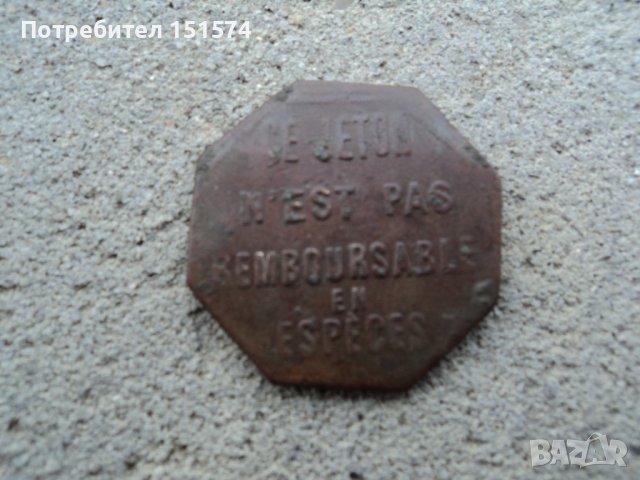 Потребител 151574
CE JETON
N'EST PAS
REMBOURSABLE
EN
ESPÈCES
BAZAR